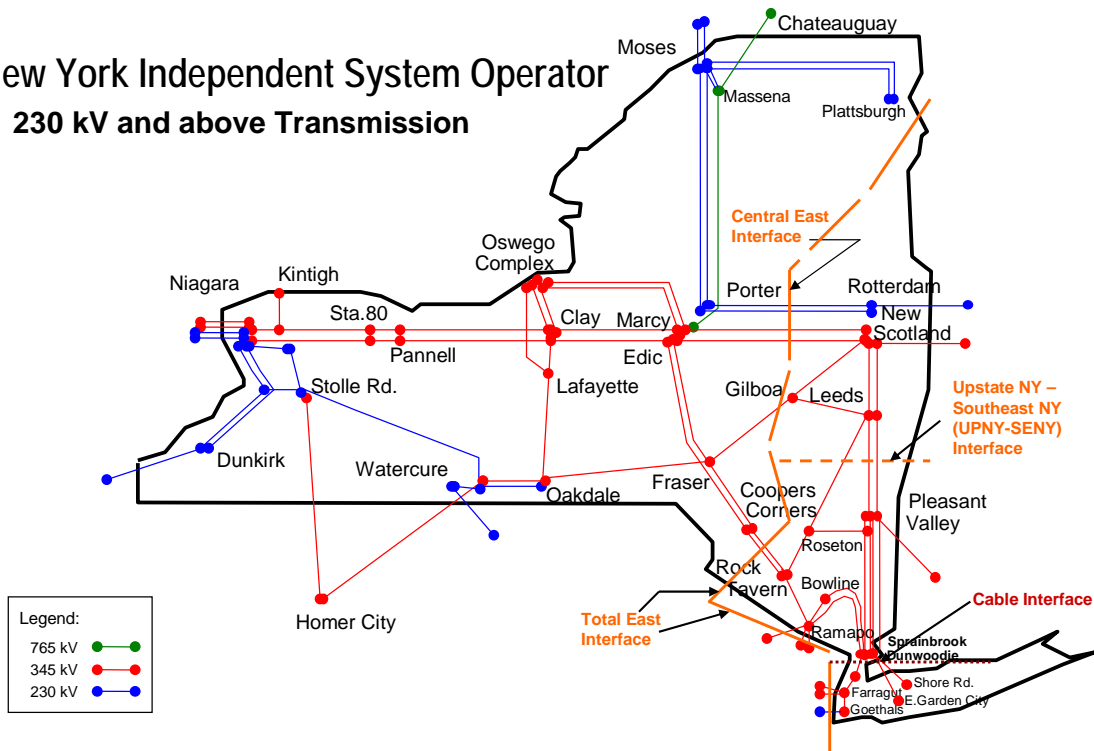 ew York Independent System Operator
230 kV and above Transmission
Chateauguay
Moses
Massena
Plattsburgh
Central East
Interface
Oswego
Complex
Niagara
Kintigh
Porter
Rotterdam
Sta.80
Clay
Marcy
New
Scotland
Pannell
Edic
Lafayette
Stolle Rd.
Gilboa
Leeds
Upstate NY –
Southeast NY
(UPNY-SENY)
Interface
Dunkirk
Watercure
Oakdale
Fraser
Coopers
Corners
Pleasant
Valley
Roseton
Rock
Tavern
Bowline
Homer City
Total East
Interface
Ramapo
Cable Interface
Sprainbrook
Dunwoodie
Shore Rd.
Farragut
E.Garden City
Goethals
Legend:
765 kV
345 kV
230 kV